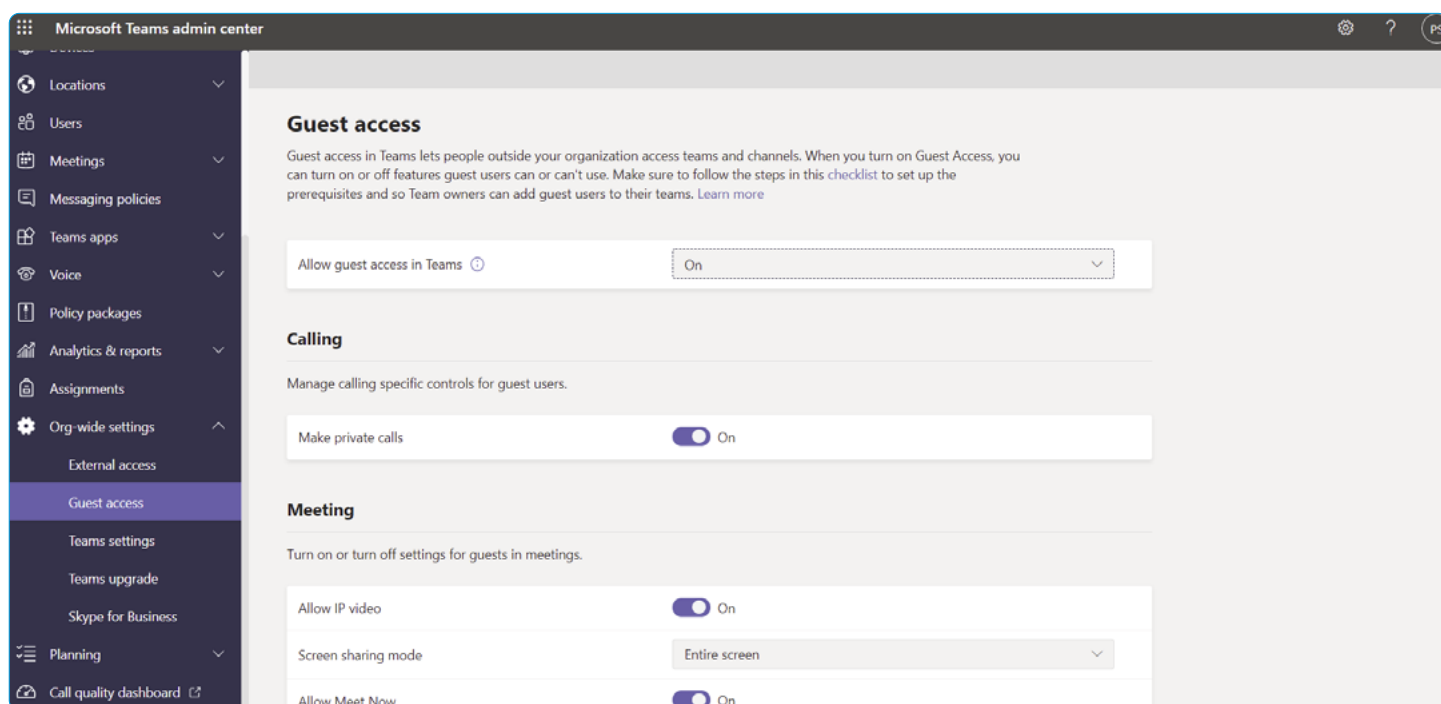 Microsoft Teams admin center
?
PS
Devices
Locations
Users
Meetings
Messaging policies
Teams apps
Voice
Policy packages
Analytics & reports
Assignments
Org-wide settings
External access
Guest access
Teams settings
Teams upgrade
Skype for Business
Planning
Call quality dashboard
Guest access
Guest access in Teams lets people outside your organization access teams and channels. When you turn on Guest Access, you
can turn on or off features guest users can or can't use. Make sure to follow the steps in this checklist to set up the
prerequisites and so Team owners can add guest users to their teams. Learn more
Allow guest access in Teams On
Calling
Manage calling specific controls for guest users.
Make private calls On
Meeting
Turn on or turn off settings for guests in meetings.
Allow IP video On
Screen sharing mode Entire screen
Allow Meet Now On